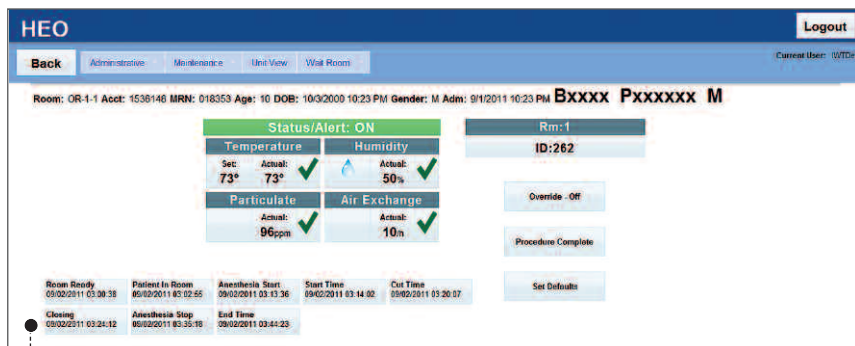 HEO
Logout
Back Administrative Maintenance Unit View Wait Room
Current User:
Room: OR-1-1 Acct: 1536146 MRN: 018353 Age: 10 DOB: 10/3/2000 10:23 PM Gender: M Adm: 9/1/2011 10:23 PM Bxxxx Pxxxxxx M
Status/Alert: ON
Rm:1
Temperature Humidity
ID:262
Set: Actual: Actual:
73° 73° 50%
Particulate Air Exchange
Override - Off
Actual: Actual:
96ppm 10/h
Procedure Complete
Room Ready Patient In Room Anesthesia Start Start Time Cut Time
09/02/2011 03:00:38 09/02/2011 03:02:55 09/02/2011 03:13:36 09/02/2011 03:14:02 09/02/2011 03:20:07
Set Defaults
Closing Anesthesia Stop End Time
09/02/2011 03:24:12 09/02/2011 03:35:18 09/02/2011 03:44:23